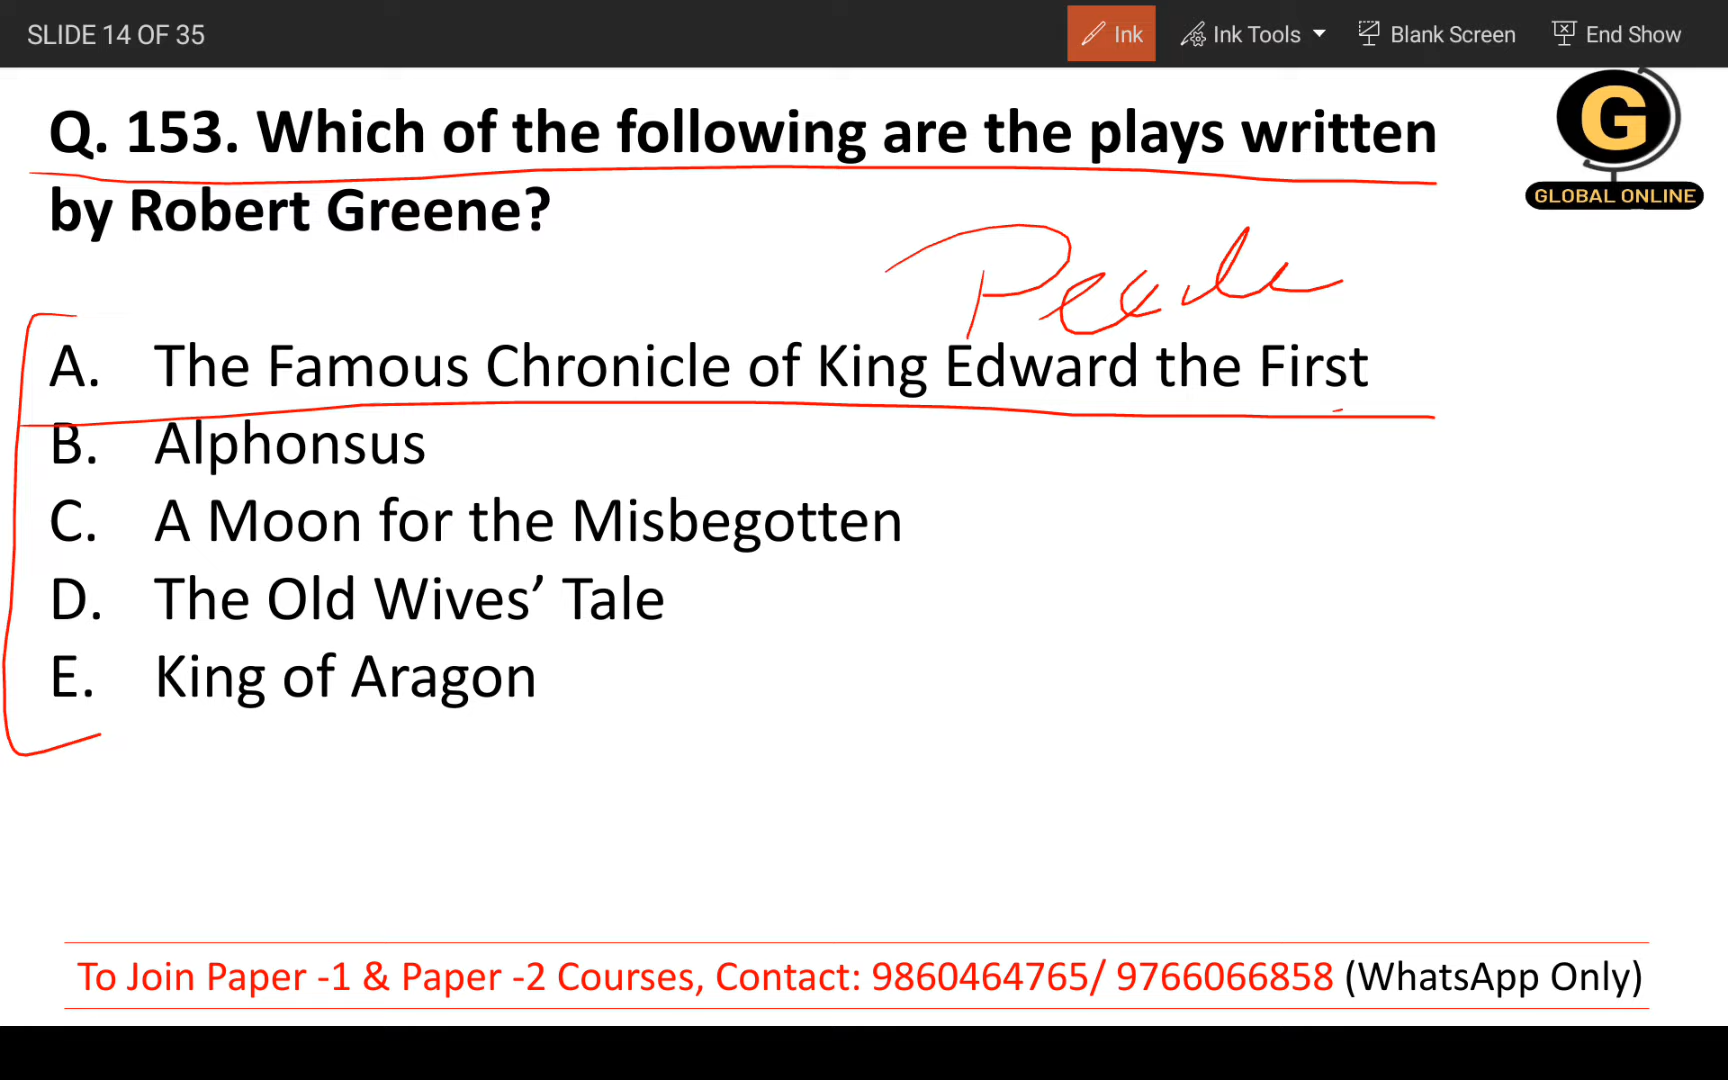 SLIDE 14 OF 35 Ink Ink Tools Blank Screen End Show
Q. 153. Which of the following are the plays written
by Robert Greene?
G
GLOBAL ONLINE
A. The Famous Chronicle of King Edward the First
B. Alphonsus
C. A Moon for the Misbegotten
D. The Old Wives’ Tale
E. King of Aragon
To Join Paper -1 & Paper -2 Courses, Contact: 9860464765/ 9766066858 (WhatsApp Only)